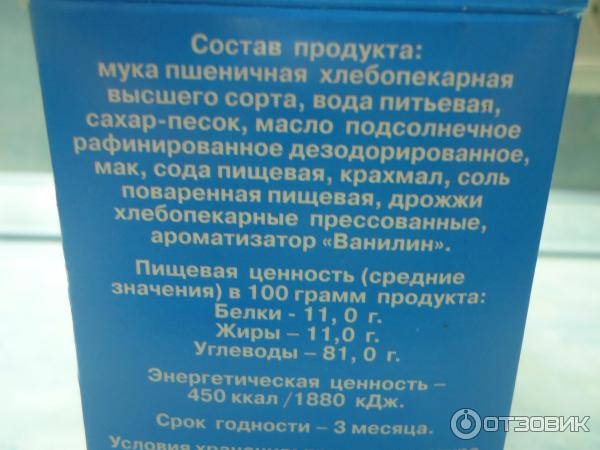 Состав продукта:
мука пшеничная хлебопекарная
высшего сорта, вода питьевая,
сахар-песок, масло подсолнечное
рафинированное дезодорированное,
мак, сода пищевая, крахмал, соль
поваренная пищевая, дрожжи
хлебопекарные прессованные,
ароматизатор «Ванилин».
Пищевая ценность (средние
значения) в 100 грамм продукта:
Белки - 11, 0 г.
Жиры – 11,0 г.
Углеводы – 81, 0 г.
Энергетическая ценность –
450 ккал /1880 кДж.
Срок годности – 3 месяца.
Условия
ОТЗОВИК